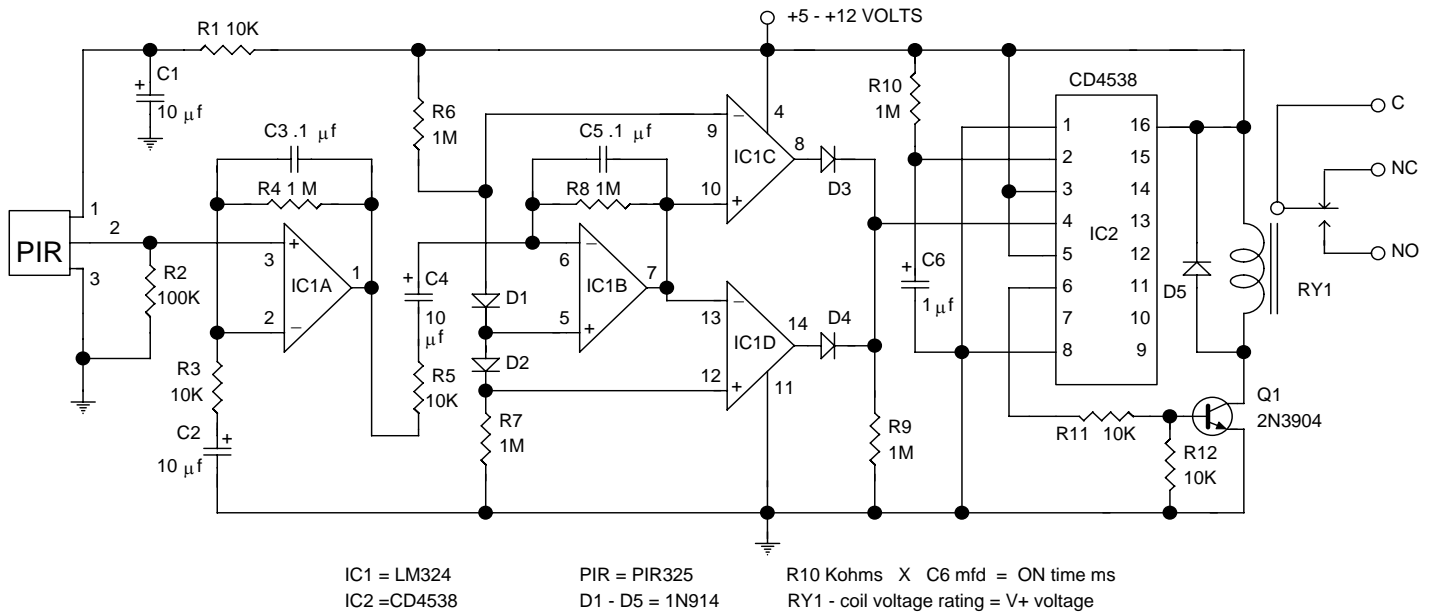 +5 - +12 VOLTS
R1 10K
C1
+
10 μf
R6
1M
R10
1M
CD4538
C
NC
NO
C3 .1 μf
R4 1 M
C5 .1 μf
R8 1M
9
−
4
IC1C
8
10
+
D3
1
16
2
15
3
14
4
13
IC2
5
12
6
11
7
10
8
9
PIR
1
2
3
R2
100K
+
3
IC1A
1
2
−
C4
+
10
μf
R5
10K
D1
D2
−
6
IC1B
7
5
+
−
13
IC1D
14
12
+
11
D4
C6
+
1 μf
D5
RY1
R3
10K
C2
+
10 μf
R7
1M
R9
1M
R11 10K
R12
10K
Q1
2N3904
IC1 = LM324
IC2 =CD4538
PIR = PIR325
D1 - D5 = 1N914
R10 Kohms X C6 mfd = ON time ms
RY1 - coil voltage rating = V+ voltage